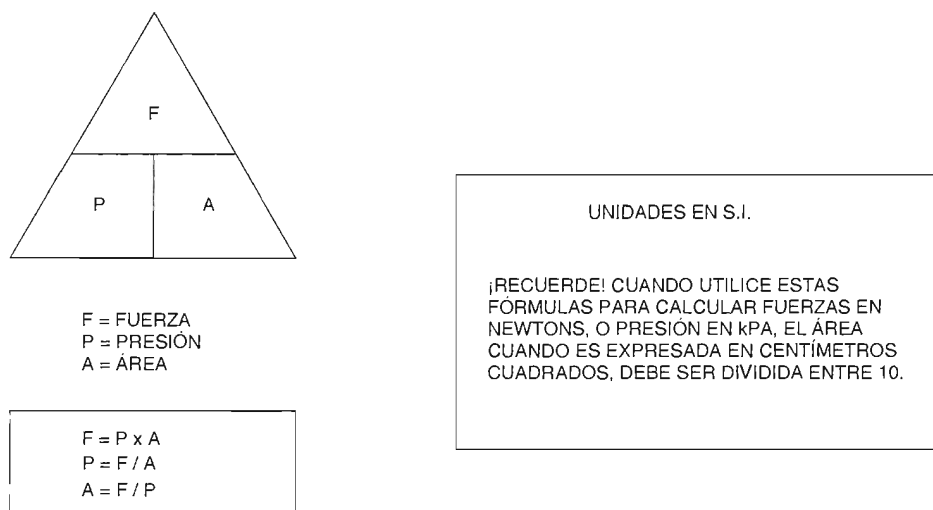 F
P A
F = FUERZA
P = PRESIÓN
A = ÁREA
F = P x A
P = F / A
A = F / P
UNIDADES EN S.I.
¡RECUERDE! CUANDO UTILICE ESTAS
FÓRMULAS PARA CALCULAR FUERZAS EN
NEWTONS, O PRESIÓN EN kPA, EL ÁREA
CUANDO ES EXPRESADA EN CENTÍMETROS
CUADRADOS, DEBE SER DIVIDIDA ENTRE 10.